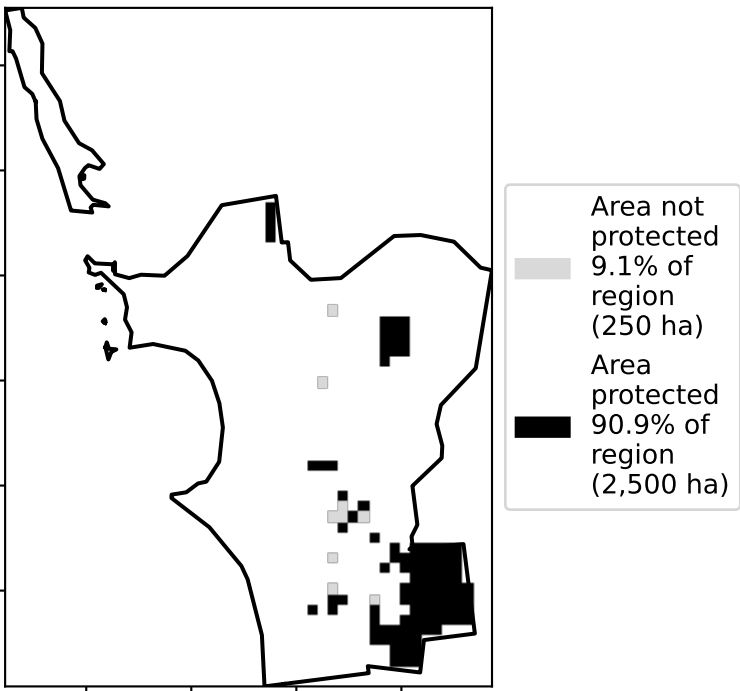 Area not
protected
9.1% of
region
(250 ha)
Area
protected
90.9% of
region
(2,500 ha)